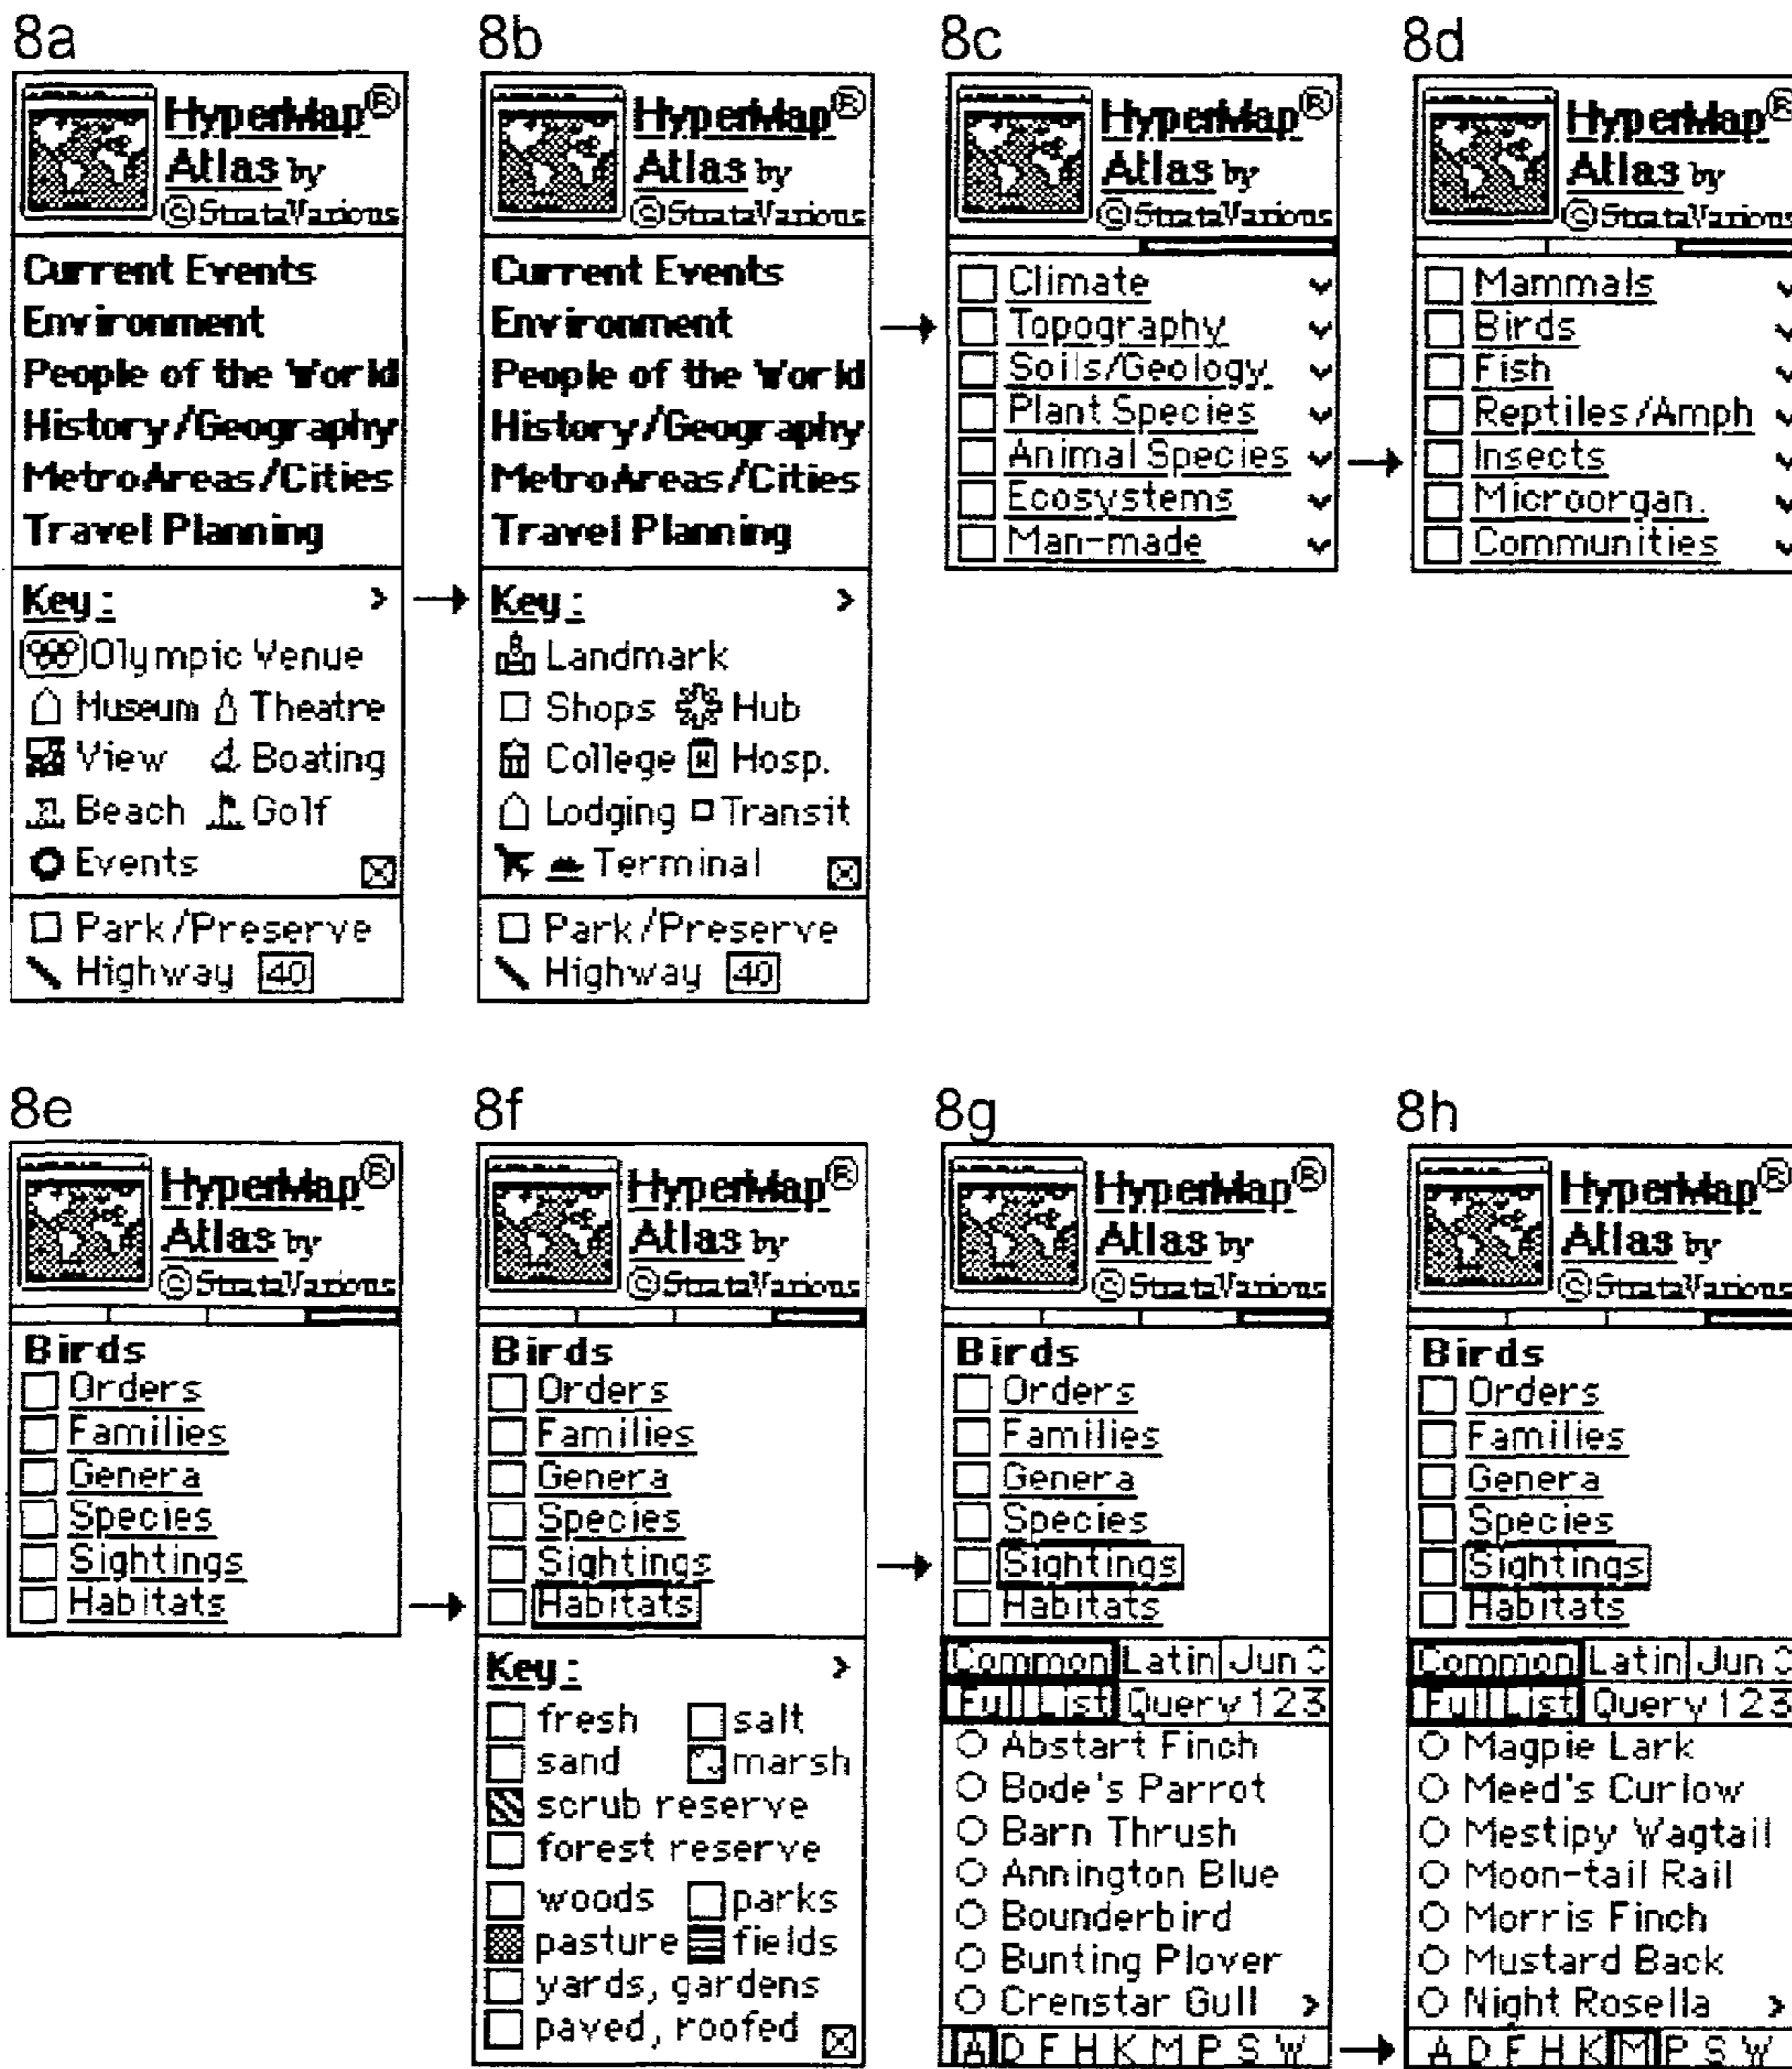 8a
HyperMap®
Atlas by
©StrataVarious
Current Events
Environment
People of the World
History/Geography
MetroAreas/Cities
Travel Planning
Key: >
Olympic Venue
Museum Theatre
View Boating
Beach Golf
Events
Park/Preserve
Highway 40
8b
HyperMap®
Atlas by
©StrataVarious
Current Events
Environment
People of the World
History/Geography
MetroAreas/Cities
Travel Planning
Key: >
Landmark
Shops Hub
College Hosp.
Lodging Transit
Terminal
Park/Preserve
Highway 40
8c
HyperMap®
Atlas by
©StrataVarious
Climate
Topography
Soils/Geology
Plant Species
Animal Species
Ecosystems
Man-made
8d
HyperMap®
Atlas by
©StrataVarious
Mammals
Birds
Fish
Reptiles/Amph
Insects
Microorgan.
Communities
8e
HyperMap®
Atlas by
©StrataVarious
Birds
Orders
Families
Genera
Species
Sightings
Habitats
8f
HyperMap®
Atlas by
©StrataVarious
Birds
Orders
Families
Genera
Species
Sightings
Habitats
Key: >
fresh salt
sand marsh
scrub reserve
forest reserve
woods parks
pasture fields
yards, gardens
paved, roofed
8g
HyperMap®
Atlas by
©StrataVarious
Birds
Orders
Families
Genera
Species
Sightings
Habitats
Common Latin Jun
Full List Query 123
Abstart Finch
Bode's Parrot
Barn Thrush
Annington Blue
Bounderbird
Bunting Plover
Crenstar Gull >
A D F H K M P S W
8h
HyperMap®
Atlas by
©StrataVarious
Birds
Orders
Families
Genera
Species
Sightings
Habitats
Common Latin Jun
Full List Query 123
Magpie Lark
Meed's Curlow
Mestipy Wagtail
Moon-tail Rail
Morris Finch
Mustard Back
Night Rosella >
A D F H K M P S W